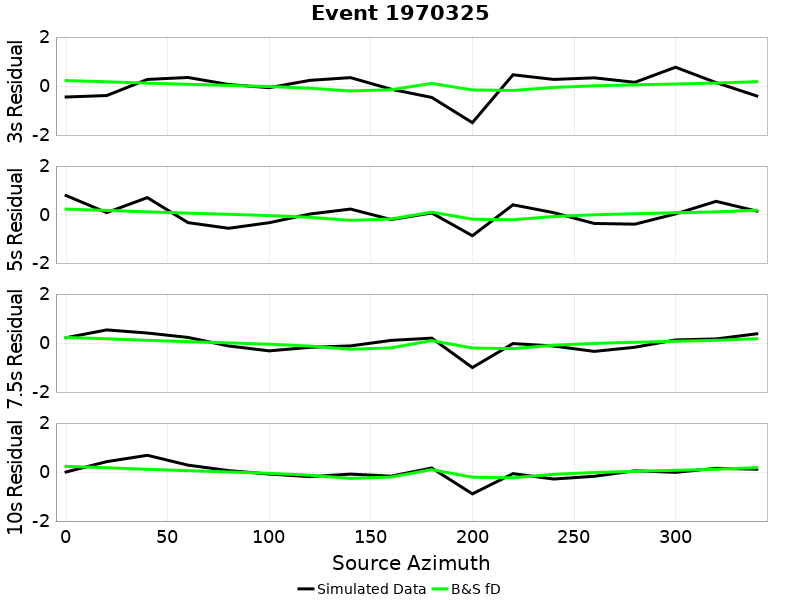 Event 1970325
3s Residual
2
0
-2
5s Residual
2
0
-2
7.5s Residual
2
0
-2
10s Residual
2
0
-2
0 50 100 150 200 250 300
Source Azimuth
Simulated Data B&S fD